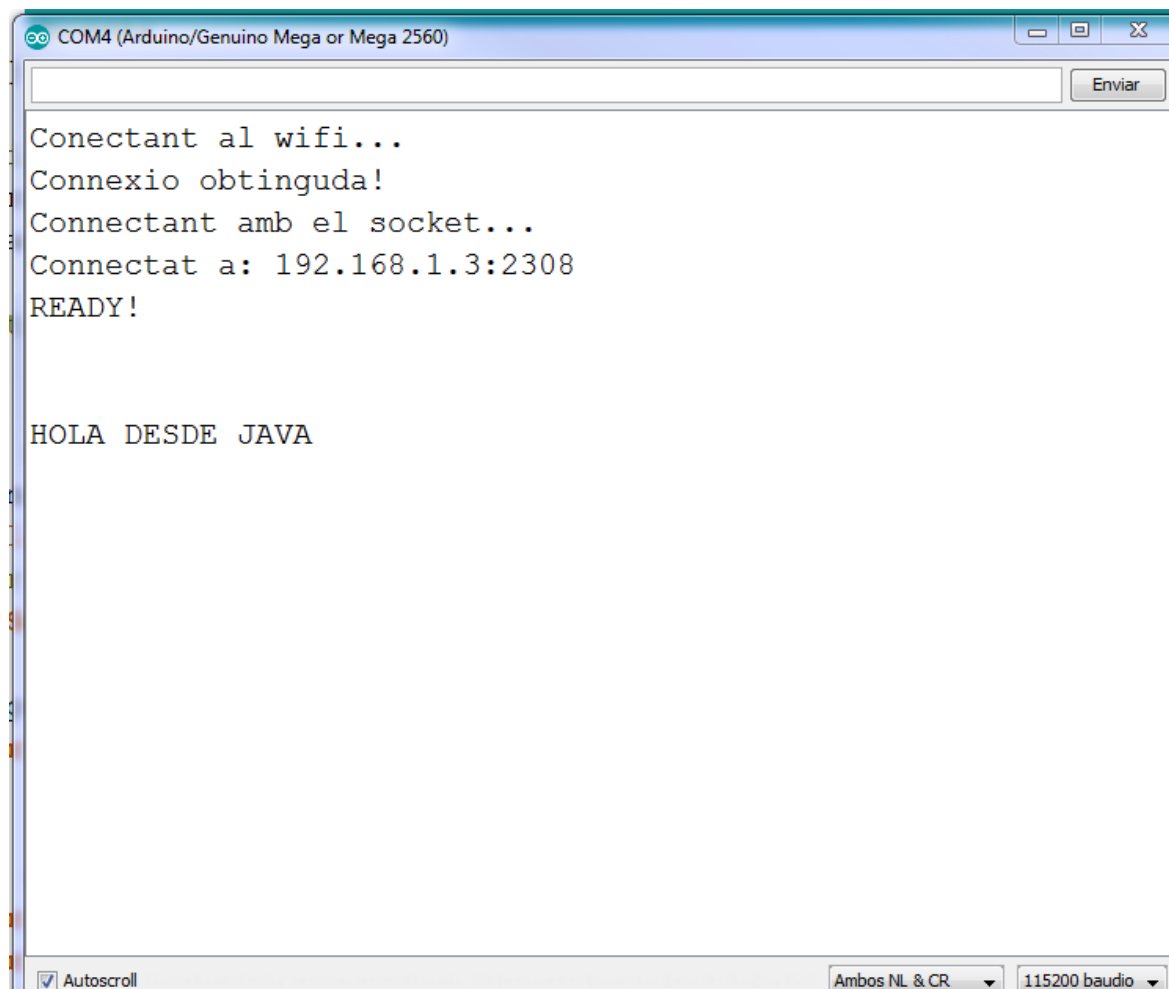 COM4 (Arduino/Genuino Mega or Mega 2560)
Enviar
Conectant al wifi...
Connexio obtinguda!
Connectant amb el socket...
Connectat a: 192.168.1.3:2308
READY!
HOLA DESDE JAVA
Autoscroll
Ambos NL & CR
115200 baudio